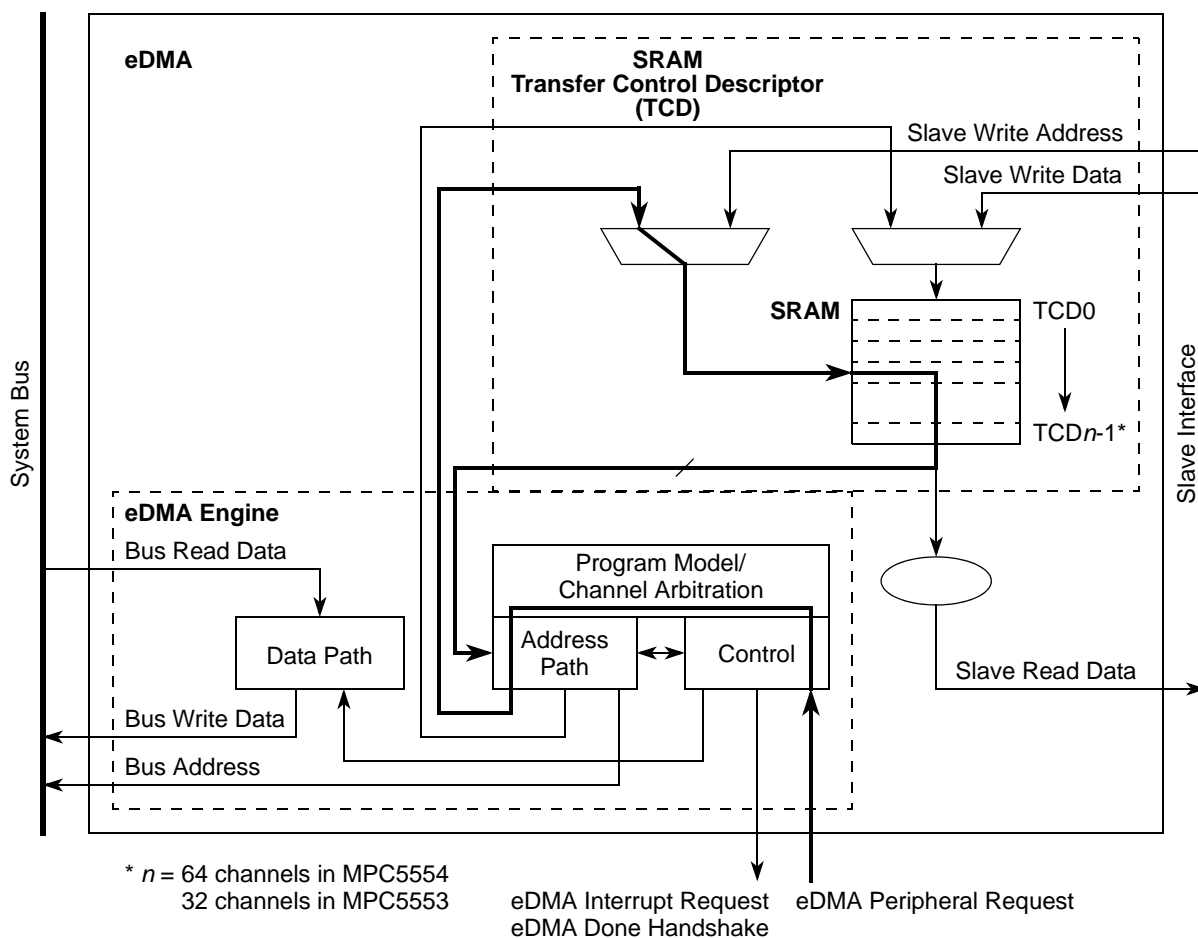 eDMA
SRAM
Transfer Control Descriptor
(TCD)
Slave Write Address
Slave Write Data
SRAM
TCD0
TCDn-1*
System Bus
Slave Interface
eDMA Engine
Bus Read Data
Program Model/
Channel Arbitration
Data Path
Address
Path
Control
Slave Read Data
Bus Write Data
Bus Address
* n = 64 channels in MPC5554
32 channels in MPC5553
eDMA Interrupt Request
eDMA Done Handshake
eDMA Peripheral Request